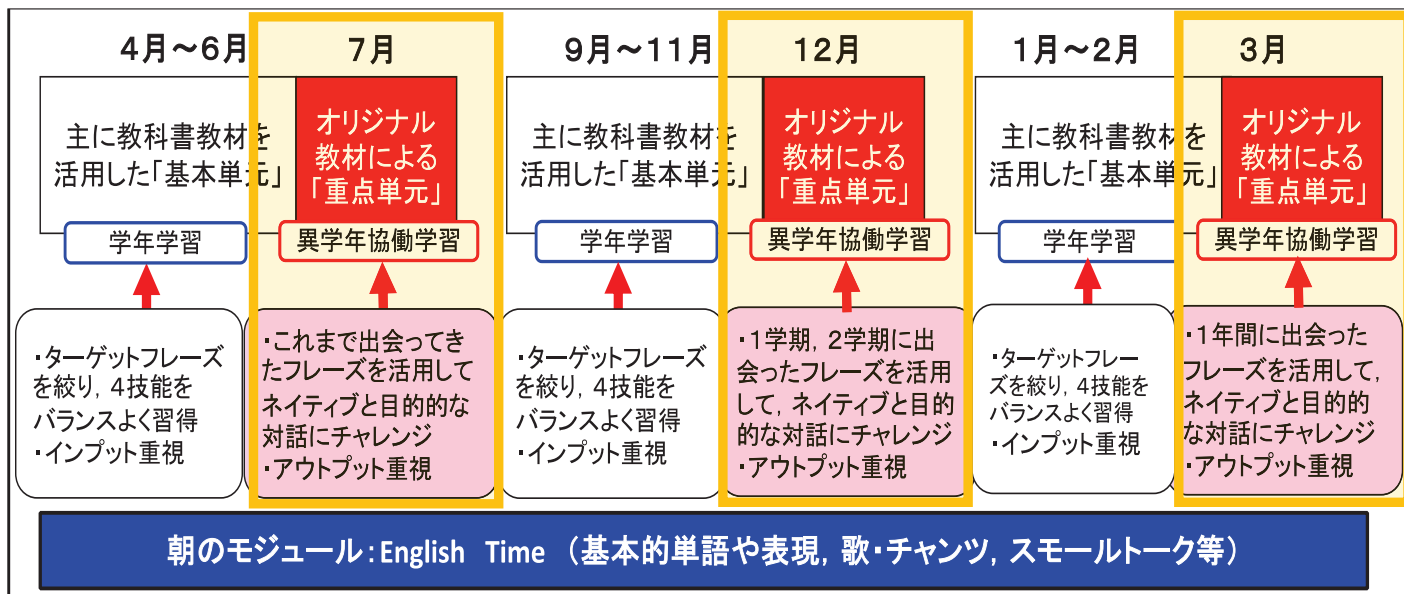 4月～6月
7月
9月～11月
12月
1月～2月
3月
主に教科書教材を
活用した「基本単元」
オリジナル
教材による
「重点単元」
主に教科書教材を
活用した「基本単元」
オリジナル
教材による
「重点単元」
主に教科書教材を
活用した「基本単元」
オリジナル
教材による
「重点単元」
学年学習
異学年協働学習
学年学習
異学年協働学習
学年学習
異学年協働学習
・ターゲットフレーズ
を絞り，4技能を
バランスよく習得
・インプット重視
・これまで出会ってき
たフレーズを活用して
ネイティブと目的的な
対話にチャレンジ
・アウトプット重視
・ターゲットフレーズ
を絞り，4技能を
バランスよく習得
・インプット重視
・1学期，2学期に出
会ったフレーズを活用
して，ネイティブと目的
的な対話にチャレンジ
・アウトプット重視
・ターゲットフレー
ズを絞り，4技能を
バランスよく習得
・インプット重視
・1年間に出会った
フレーズを活用して，
ネイティブと目的的
な対話にチャレンジ
・アウトプット重視
朝のモジュール：English Time （基本的単語や表現，歌・チャンツ，スモールトーク等）